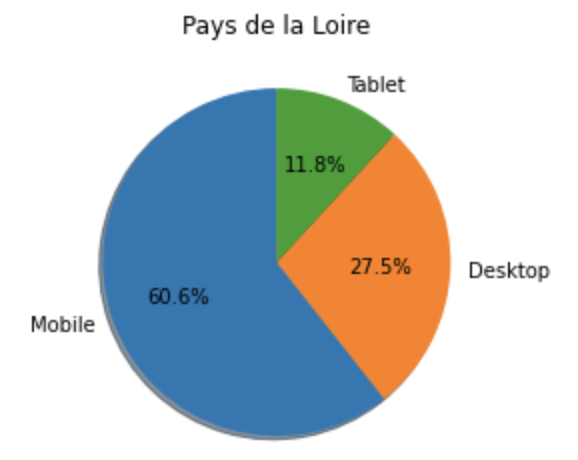 Pays de la Loire
Tablet
11.8%
27.5%
Desktop
60.6%
Mobile